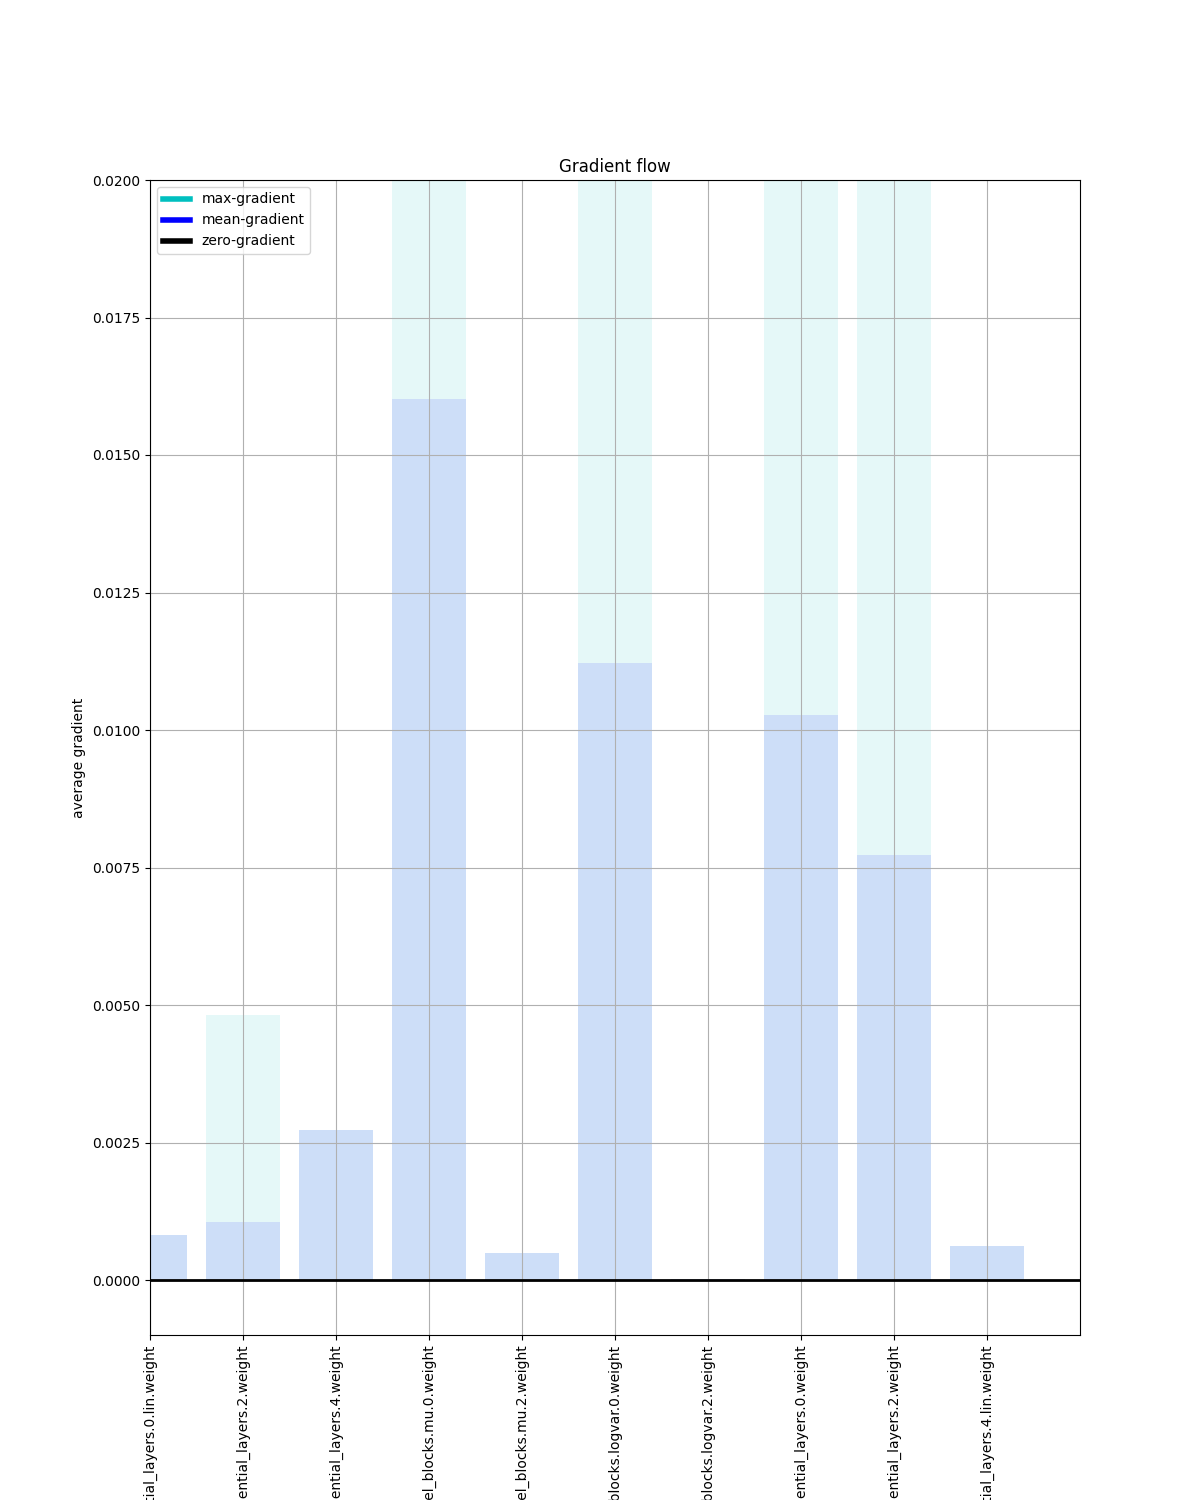 Gradient flow
max-gradient
mean-gradient
zero-gradient
0.0200
0.0175
0.0150
0.0125
0.0100
0.0075
0.0050
0.0025
0.0000
average gradient
tial_layers.0.lin.weight
ential_layers.2.weight
ential_layers.4.weight
el_blocks.mu.0.weight
el_blocks.mu.2.weight
blocks.logvar.0.weight
blocks.logvar.2.weight
ential_layers.0.weight
ential_layers.2.weight
tial_layers.4.lin.weight